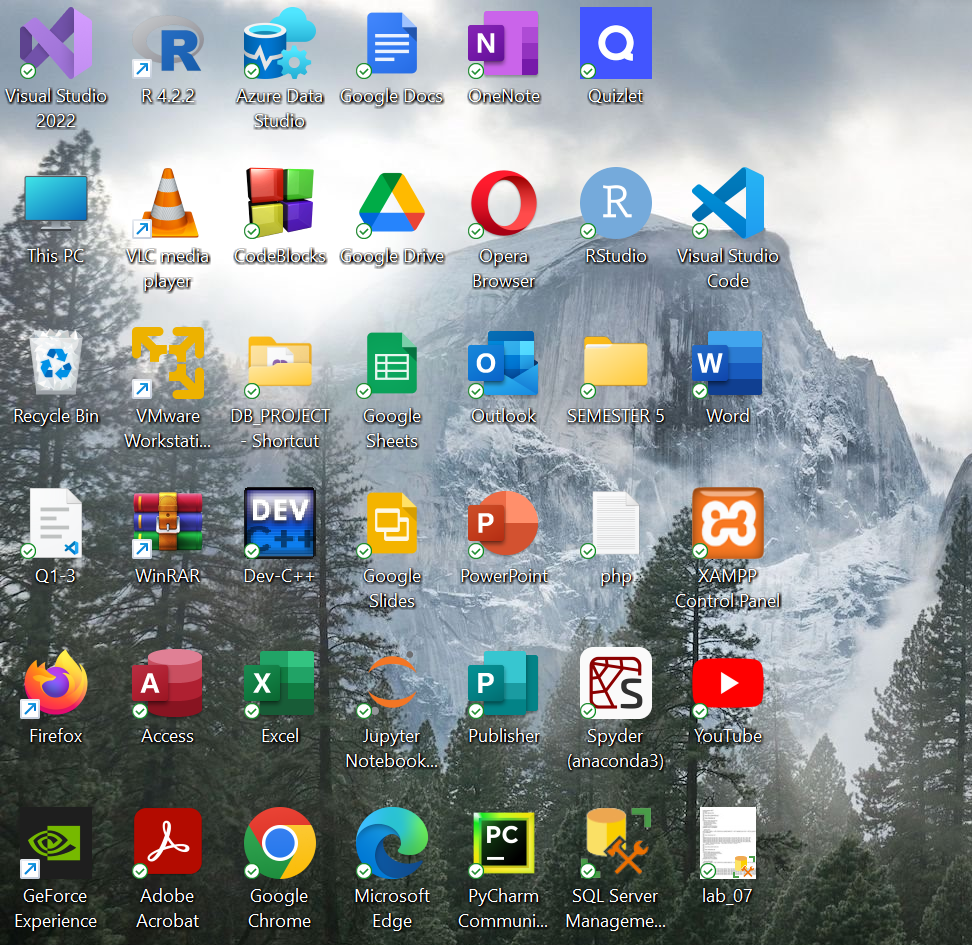 Visual Studio
2022
R 4.2.2
Azure Data
Studio
Google Docs
N
OneNote
Quizlet
This PC
VLC media
player
CodeBlocks
Google Drive
Opera
Browser
R
RStudio
Visual Studio
Code
Recycle Bin
VMware
Workstati...
DB_PROJECT
- Shortcut
Google
Sheets
O
Outlook
SEMESTER 5
W
Word
Q1-3
WinRAR
DEV
C++
Dev-C++
Google
Slides
P
PowerPoint
php
XAMPP
Control Panel
Firefox
A
Access
X
Excel
Jupyter
Notebook...
P
Publisher
S
Spyder
(anaconda3)
YouTube
GeForce
Experience
Adobe
Acrobat
Google
Chrome
Microsoft
Edge
PC
PyCharm
Communi...
SQL Server
Manageme...
lab_07